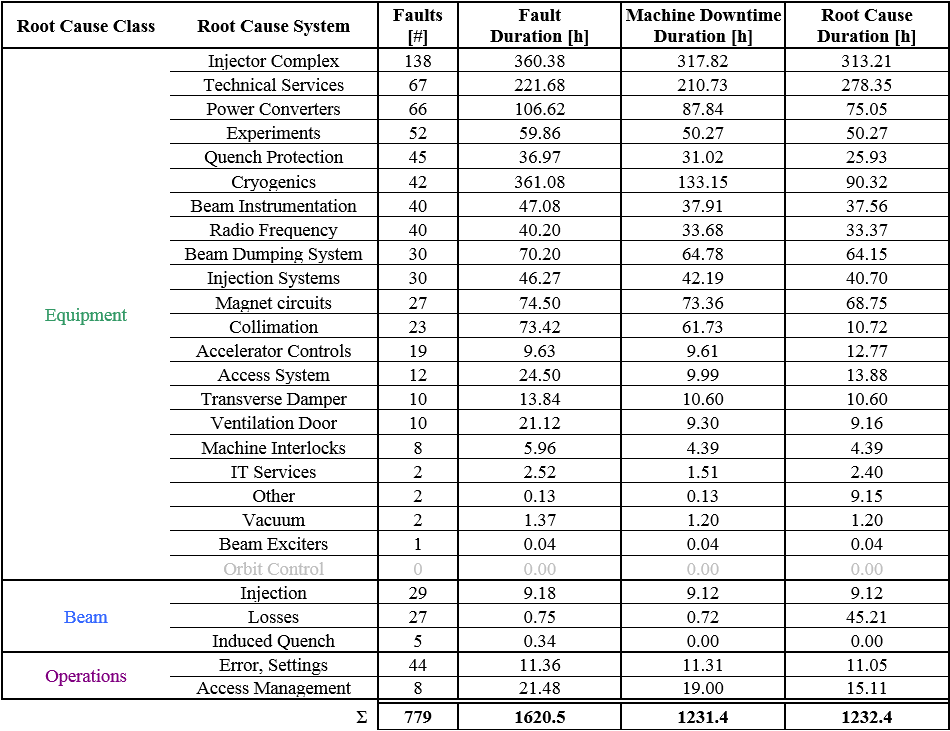 Root Cause Class Root Cause System Faults [#] Fault Duration [h] Machine Downtime Duration [h] Root Cause Duration [h]
Injector Complex 138 360.38 317.82 313.21
Technical Services 67 221.68 210.73 278.35
Power Converters 66 106.62 87.84 75.05
Experiments 52 59.86 50.27 50.27
Quench Protection 45 36.97 31.02 25.93
Cryogenics 42 361.08 133.15 90.32
Beam Instrumentation 40 47.08 37.91 37.56
Radio Frequency 40 40.20 33.68 33.37
Beam Dumping System 30 70.20 64.78 64.15
Injection Systems 30 46.27 42.19 40.70
Magnet circuits 27 74.50 73.36 68.75
Equipment Collimation 23 73.42 61.73 10.72
Accelerator Controls 19 9.63 9.61 12.77
Access System 12 24.50 9.99 13.88
Transverse Damper 10 13.84 10.60 10.60
Ventilation Door 10 21.12 9.30 9.16
Machine Interlocks 8 5.96 4.39 4.39
IT Services 2 2.52 1.51 2.40
Other 2 0.13 0.13 9.15
Vacuum 2 1.37 1.20 1.20
Beam Exciters 1 0.04 0.04 0.04
Orbit Control 0 0.00 0.00 0.00
Injection 29 9.18 9.12 9.12
Beam Losses 27 0.75 0.72 45.21
Induced Quench 5 0.34 0.00 0.00
Operations Error, Settings 44 11.36 11.31 11.05
Access Management 8 21.48 19.00 15.11
Σ 779 1620.5 1231.4 1232.4